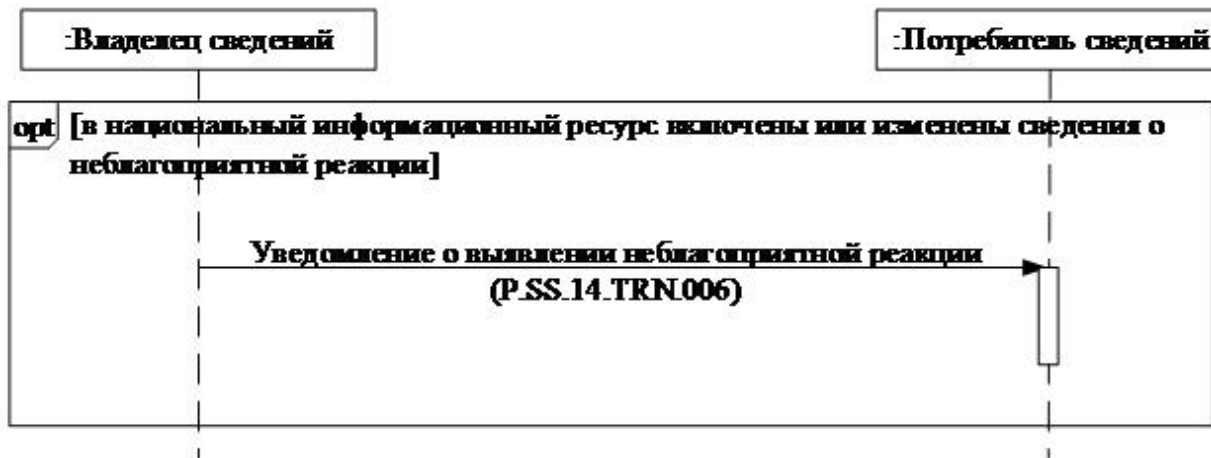 :Владелец сведений
:Потребитель сведений
opt [в национальный информационный ресурс включены или изменены сведения о
неблагоприятной реакции]
Уведомление о выявлении неблагоприятной реакции
(P.SS.14.TRN.006)